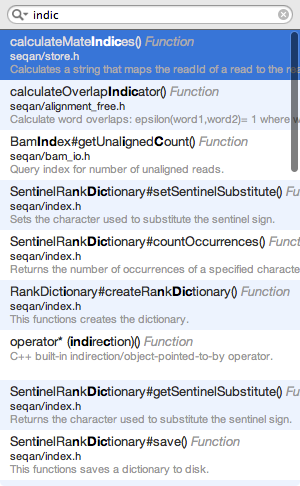 indic
calculateMateIndices() Function
seqan/store.h
Calculates a string that maps the readId of a read to the rea
calculateOverlapIndicator() Function
seqan/alignment_free.h
Calculate word overlaps: epsilon(word1,word2)= 1 where w
BamIndex#getUnalignedCount() Function
seqan/bam_io.h
Query index for number of unaligned reads.
SentinelRankDictionary#setSentinelSubstitute() Function
seqan/index.h
Sets the character used to substitute the sentinel sign.
SentinelRankDictionary#countOccurrences() Function
seqan/index.h
Returns the number of occurrences of a specified characte
RankDictionary#createRankDictionary() Function
seqan/index.h
This functions creates the dictionary.
operator* (indirection)() Function
C++ built-in indirection/object-pointed-to-by operator.
SentinelRankDictionary#getSentinelSubstitute() Function
seqan/index.h
Returns the character used to substitute the sentinel sign.
SentinelRankDictionary#save() Function
seqan/index.h
This functions saves a dictionary to disk.